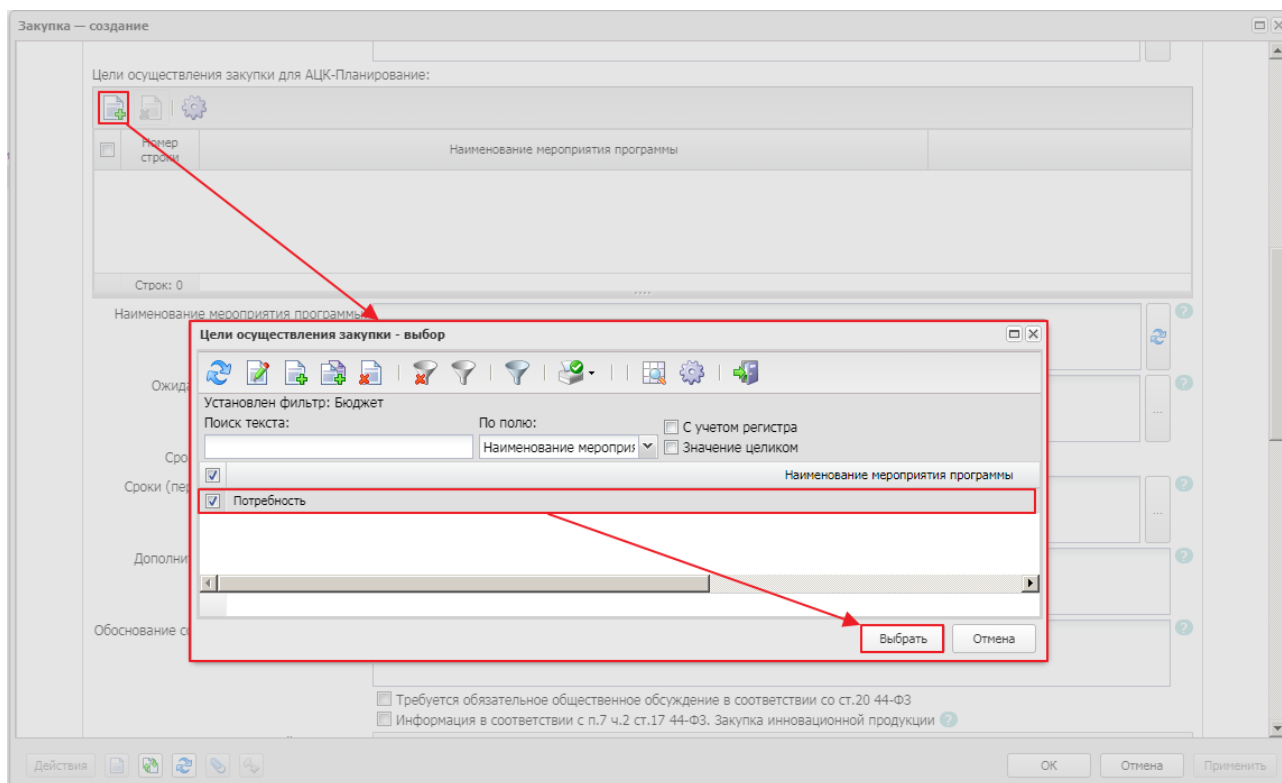 Закупка — создание
Цели осуществления закупки для АЦК-Планирование:
Номер строки
Наименование мероприятия программы
Строк: 0
Наименование мероприятия программы:
Цели осуществления закупки - выбор
Установлен фильтр: Бюджет
Поиск текста:
По полю:
С учетом регистра
Наименование меропри
Значение целиком
Наименование мероприятия программы
Потребность
Ожида
Сро
Сроки (пер
Дополни
Обоснование со
Выбрать
Отмена
Требуется обязательное общественное обсуждение в соответствии со ст.20 44-ФЗ
Информация в соответствии с п.7 ч.2 ст.17 44-ФЗ. Закупка инновационной продукции
Действия
ОК
Отмена
Применить